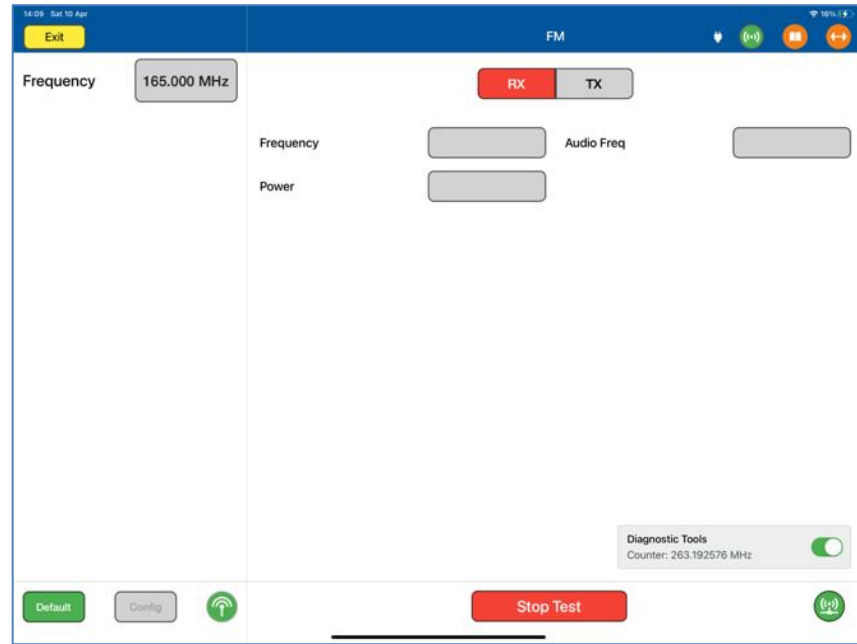 14:09 Sat 10 Apr
16%
Exit
FM
Frequency
165.000 MHz
RX
TX
Frequency
Audio Freq
Power
Diagnostic Tools
Counter: 263.192576 MHz
Default
Config
Stop Test